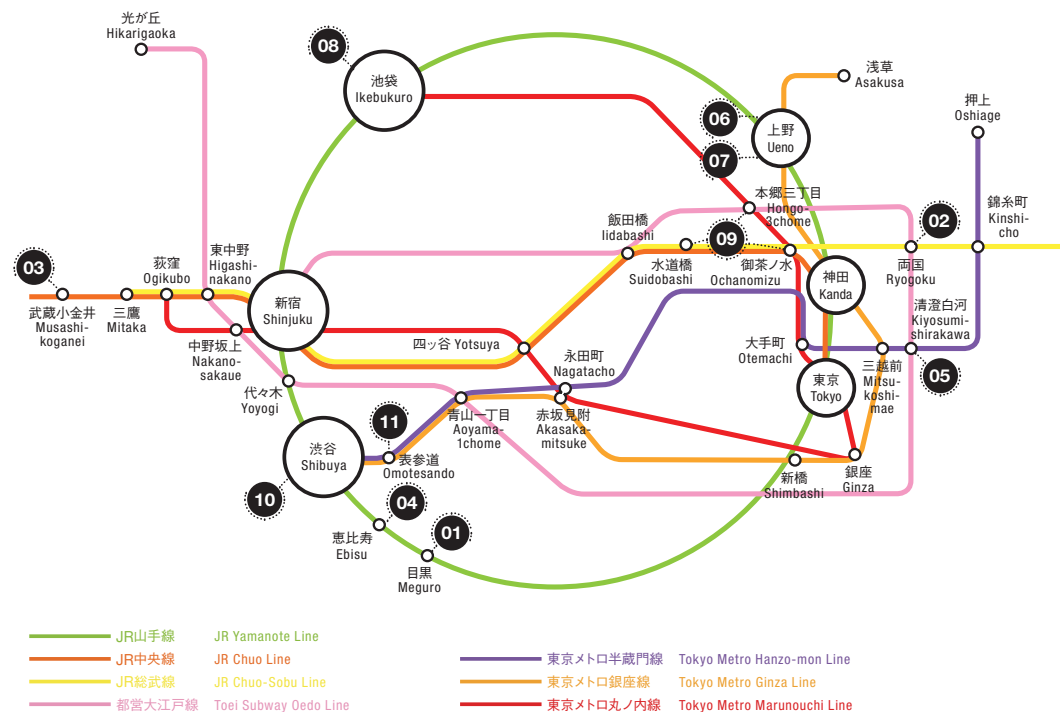 光が丘
Hikarigaoka
08
池袋
Ikebukuro
浅草
Asakusa
06
上野
Ueno
07
押上
Oshiage
本郷三丁目
Hongo-
3chome
飯田橋
Iidabashi
錦糸町
Kinshi-
cho
02
09
03
荻窪
Ogikubo
東中野
Higashi-
nakano
水道橋
Suidobashi
御茶ノ水
Ochanomizu
両国
Ryogoku
武蔵小金井
Musashi-
koganei
三鷹
Mitaka
新宿
Shinjuku
神田
Kanda
清澄白河
Kiyosumi-
shirakawa
中野坂上
Nakano-
sakaue
四ッ谷 Yotsuya
永田町
Nagatacho
大手町
Otemachi
三越前
Mitsu-
koshi-
mae
05
代々木
Yoyogi
東京
Tokyo
青山一丁目
Aoyama-
1chome
赤坂見附
Akasaka-
mitsuke
11
渋谷
Shibuya
表参道
Omotesando
新橋
Shimbashi
銀座
Ginza
10
04
01
恵比寿
Ebisu
目黒
Meguro
JR山手線 JR Yamanote Line
JR中央線 JR Chuo Line
JR総武線 JR Chuo-Sobu Line
都営大江戸線 Toei Subway Oedo Line
東京メトロ半蔵門線 Tokyo Metro Hanzo-mon Line
東京メトロ銀座線 Tokyo Metro Ginza Line
東京メトロ丸ノ内線 Tokyo Metro Marunouchi Line